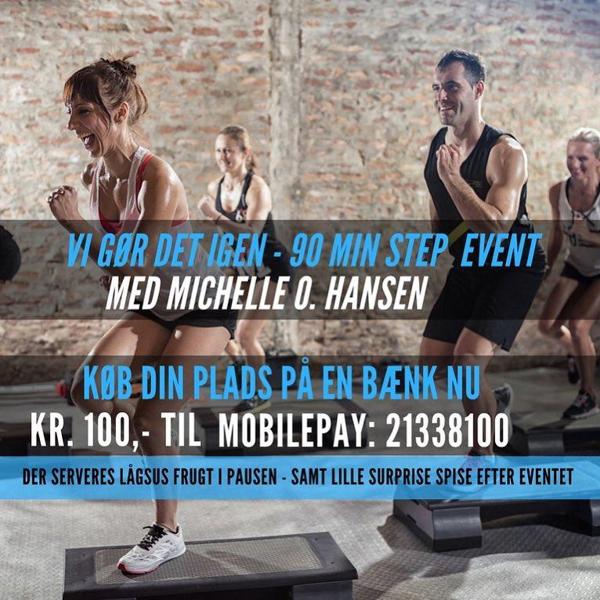 VI GØR DET IGEN - 90 MIN STEP EVENT
MED MICHELLE O. HANSEN
KØB DIN PLADS PÅ EN BÆNK NU
KR. 100,- TIL MOBILEPAY: 21338100
DER SERVERES LÅGSUS FRUGT I PAUSEN - SAMT LILLE SURPRISE SPISE EFTER EVENTET